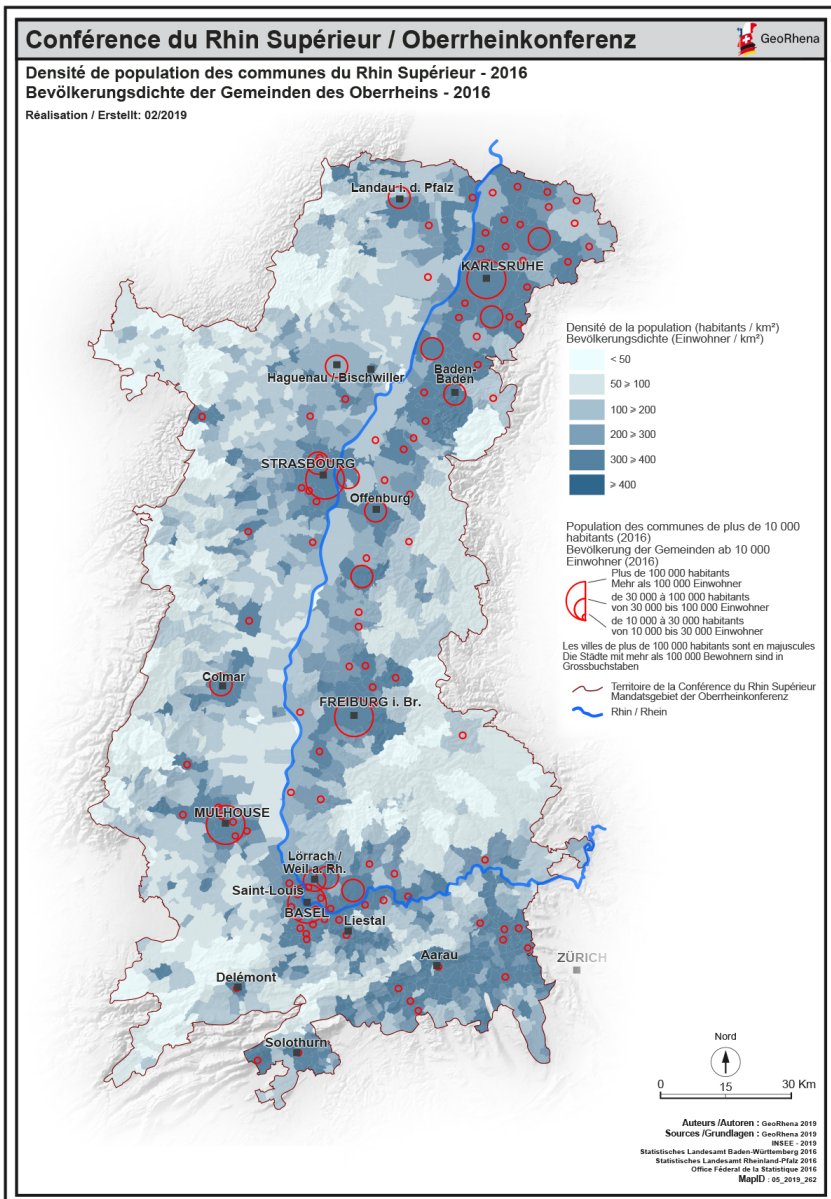 Conférence du Rhin Supérieur / Oberrheinkonferenz
GeoRhena
Densité de population des communes du Rhin Supérieur - 2016
Bevölkerungsdichte der Gemeinden des Oberrheins - 2016
Réalisation / Erstellt: 02/2019
Landau i. d. Pfalz
KARLSRUHE
Haguenau / Bischwiller
Baden-
Baden
STRASBOURG
Offenburg
Colmar
FREIBURG i. Br.
MULHOUSE
Lörrach /
Weil a. Rh.
Saint-Louis
BASEL
Liestal
Aarau
ZÜRICH
Delémont
Solothurn
Densité de la population (habitants / km²)
Bevölkerungsdichte (Einwohner / km²)
< 50
50 ⩾ 100
100 ⩾ 200
200 ⩾ 300
300 ⩾ 400
⩾ 400
Population des communes de plus de 10 000
habitants (2016)
Bevölkerung der Gemeinden ab 10 000
Einwohner (2016)
Plus de 100 000 habitants
Mehr als 100 000 Einwohner
de 30 000 à 100 000 habitants
von 30 000 bis 100 000 Einwohner
de 10 000 à 30 000 habitants
von 10 000 bis 30 000 Einwohner
Les villes de plus de 100 000 habitants sont en majuscules
Die Städte mit mehr als 100 000 Bewohnern sind in
Grossbuchstaben
Territoire de la Conférence du Rhin Supérieur
Mandatsgebiet der Oberrheinkonferenz
Rhin / Rhein
Nord
0 15 30 Km
Auteurs /Autoren : GeoRhena 2019
Sources /Grundlagen : GeoRhena 2019
INSEE - 2019
Statistisches Landesamt Baden-Württemberg 2016
Statistisches Landesamt Rheinland-Pfalz 2016
Office Féderal de la Statistique 2016
MapID : 05_2019_262